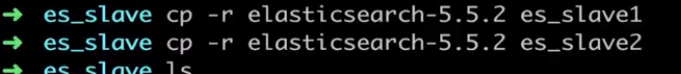 ➜ es_slave cp -r elasticsearch-5.5.2 es_slave1
➜ es_slave cp -r elasticsearch-5.5.2 es_slave2
➜ es_slave ls